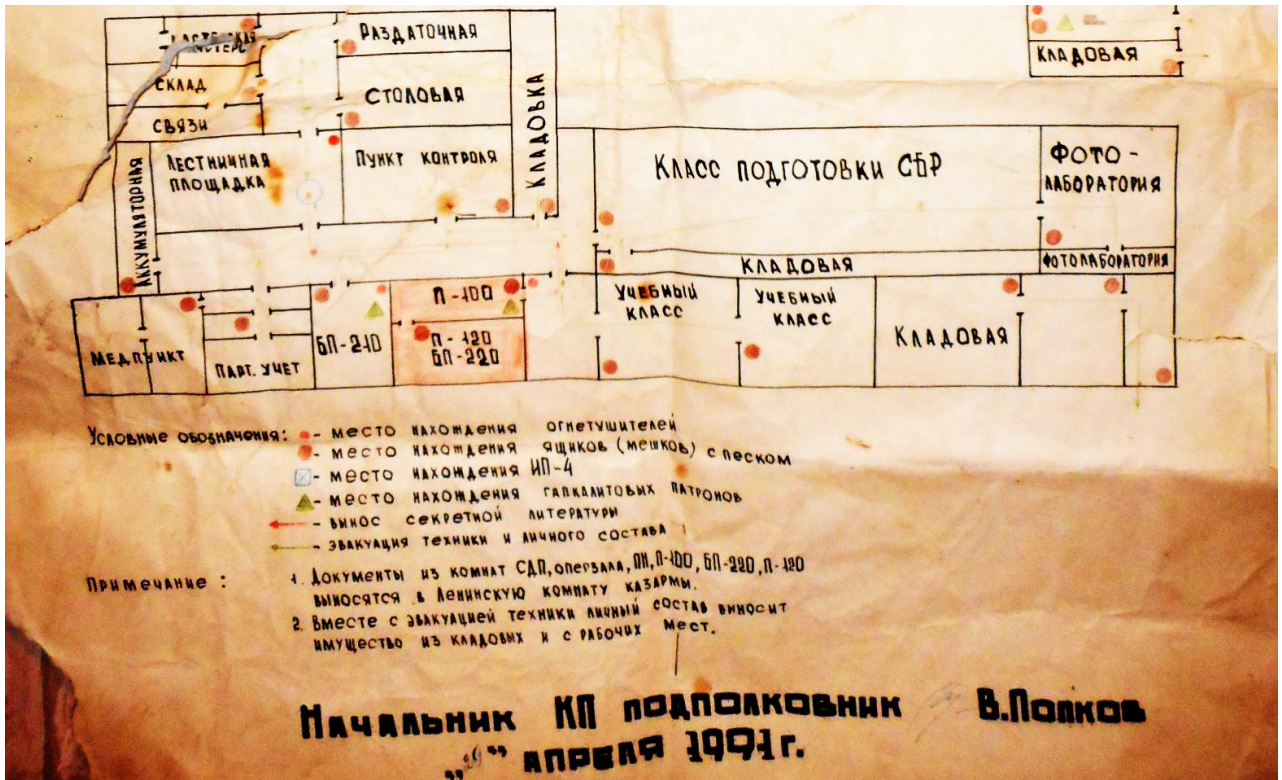 РАЗДАТОЧНАЯ
СКЛАД
СВЯЗИ
СТОЛОВАЯ
КЛАДОВКА
КЛАДОВАЯ
АККУМУЛЯТОРНАЯ
ЛЕСТНИЧНАЯ
ПЛОЩАДКА
ПУНКТ КОНТРОЛЯ
КЛАСС ПОДГОТОВКИ СБР
ФОТО-
ЛАБОРАТОРИЯ
КЛАДОВАЯ
ФОТОЛАБОРАТОРИЯ
МЕДПУНКТ
ПАРТ. УЧЕТ
БП-210
П-100
П-120
БП-220
УЧЕБНЫЙ
КЛАСС
УЧЕБНЫЙ
КЛАСС
КЛАДОВАЯ
Условные обозначения: - МЕСТО НАХОЖДЕНИЯ ОГНЕТУШИТЕЛЕЙ
- МЕСТО НАХОЖДЕНИЯ ЯЩИКОВ (МЕШКОВ) С ПЕСКОМ
- МЕСТО НАХОЖДЕНИЯ ИП-4
- МЕСТО НАХОЖДЕНИЯ ГАПКАЛИТОВЫХ ПАТРОНОВ
- ВЫНОС СЕКРЕТНОЙ ЛИТЕРАТУРЫ
- ЭВАКУАЦИЯ ТЕХНИКИ И ЛИЧНОГО СОСТАВА
Примечание: 1. Документы из комнат СДП, оперзала, ПН, П-100, БП-220, П-120
выносятся в Ленинскую комнату казармы.
2. Вместе с эвакуацией техники личный состав выносит
имущество из кладовых и с рабочих мест.
Начальник КП подполковник В.Попков
„29" апреля 1991г.